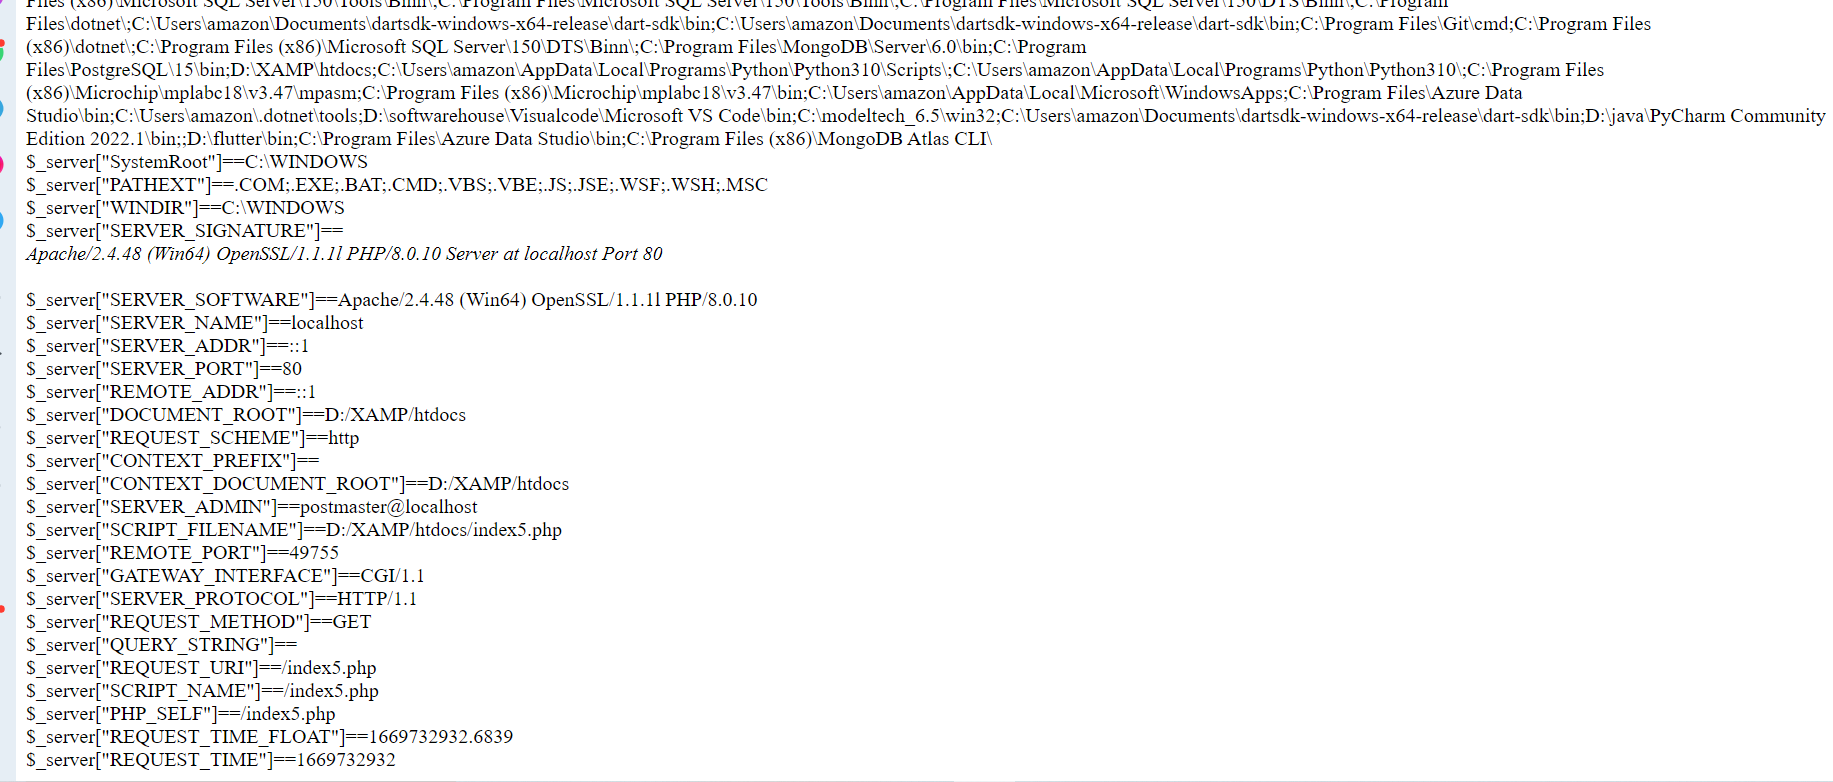 Files (x86)\Microsoft SQL Server\150\Tools\Binn\;C:\Program Files\Microsoft SQL Server\150\Tools\Binn\;C:\Program Files\Microsoft SQL Server\150\DTS\Binn\;C:\Program
Files\dotnet\;C:\Users\amazon\Documents\dartsdk-windows-x64-release\dart-sdk\bin;C:\Users\amazon\Documents\dartsdk-windows-x64-release\dart-sdk\bin;C:\Program Files\Git\cmd;C:\Program Files
(x86)\dotnet\;C:\Program Files (x86)\Microsoft SQL Server\150\DTS\Binn\;C:\Program Files\MongoDB\Server\6.0\bin;C:\Program
Files\PostgreSQL\15\bin;D:\XAMP\htdocs;C:\Users\amazon\AppData\Local\Programs\Python\Python310\Scripts\;C:\Users\amazon\AppData\Local\Programs\Python\Python310\;C:\Program Files
(x86)\Microchip\mplabc18\v3.47\mpasm;C:\Program Files (x86)\Microchip\mplabc18\v3.47\bin;C:\Users\amazon\AppData\Local\Microsoft\WindowsApps;C:\Program Files\Azure Data
Studio\bin;C:\Users\amazon\.dotnet\tools;D:\softwarehouse\Visualcode\Microsoft VS Code\bin;C:\modeltech_6.5\win32;C:\Users\amazon\Documents\dartsdk-windows-x64-release\dart-sdk\bin;D:\java\PyCharm Community
Edition 2022.1\bin;;D:\flutter\bin;C:\Program Files\Azure Data Studio\bin;C:\Program Files (x86)\MongoDB Atlas CLI\
$_server["SystemRoot"]==C:\WINDOWS
$_server["PATHEXT"]==.COM;.EXE;.BAT;.CMD;.VBS;.VBE;.JS;.JSE;.WSF;.WSH;.MSC
$_server["WINDIR"]==C:\WINDOWS
$_server["SERVER_SIGNATURE"]==
Apache/2.4.48 (Win64) OpenSSL/1.1.1l PHP/8.0.10 Server at localhost Port 80
$_server["SERVER_SOFTWARE"]==Apache/2.4.48 (Win64) OpenSSL/1.1.1l PHP/8.0.10
$_server["SERVER_NAME"]==localhost
$_server["SERVER_ADDR"]==::1
$_server["SERVER_PORT"]==80
$_server["REMOTE_ADDR"]==::1
$_server["DOCUMENT_ROOT"]==D:/XAMP/htdocs
$_server["REQUEST_SCHEME"]==http
$_server["CONTEXT_PREFIX"]==
$_server["CONTEXT_DOCUMENT_ROOT"]==D:/XAMP/htdocs
$_server["SERVER_ADMIN"]==postmaster@localhost
$_server["SCRIPT_FILENAME"]==D:/XAMP/htdocs/index5.php
$_server["REMOTE_PORT"]==49755
$_server["GATEWAY_INTERFACE"]==CGI/1.1
$_server["SERVER_PROTOCOL"]==HTTP/1.1
$_server["REQUEST_METHOD"]==GET
$_server["QUERY_STRING"]==
$_server["REQUEST_URI"]==/index5.php
$_server["SCRIPT_NAME"]==/index5.php
$_server["PHP_SELF"]==/index5.php
$_server["REQUEST_TIME_FLOAT"]==1669732932.6839
$_server["REQUEST_TIME"]==1669732932